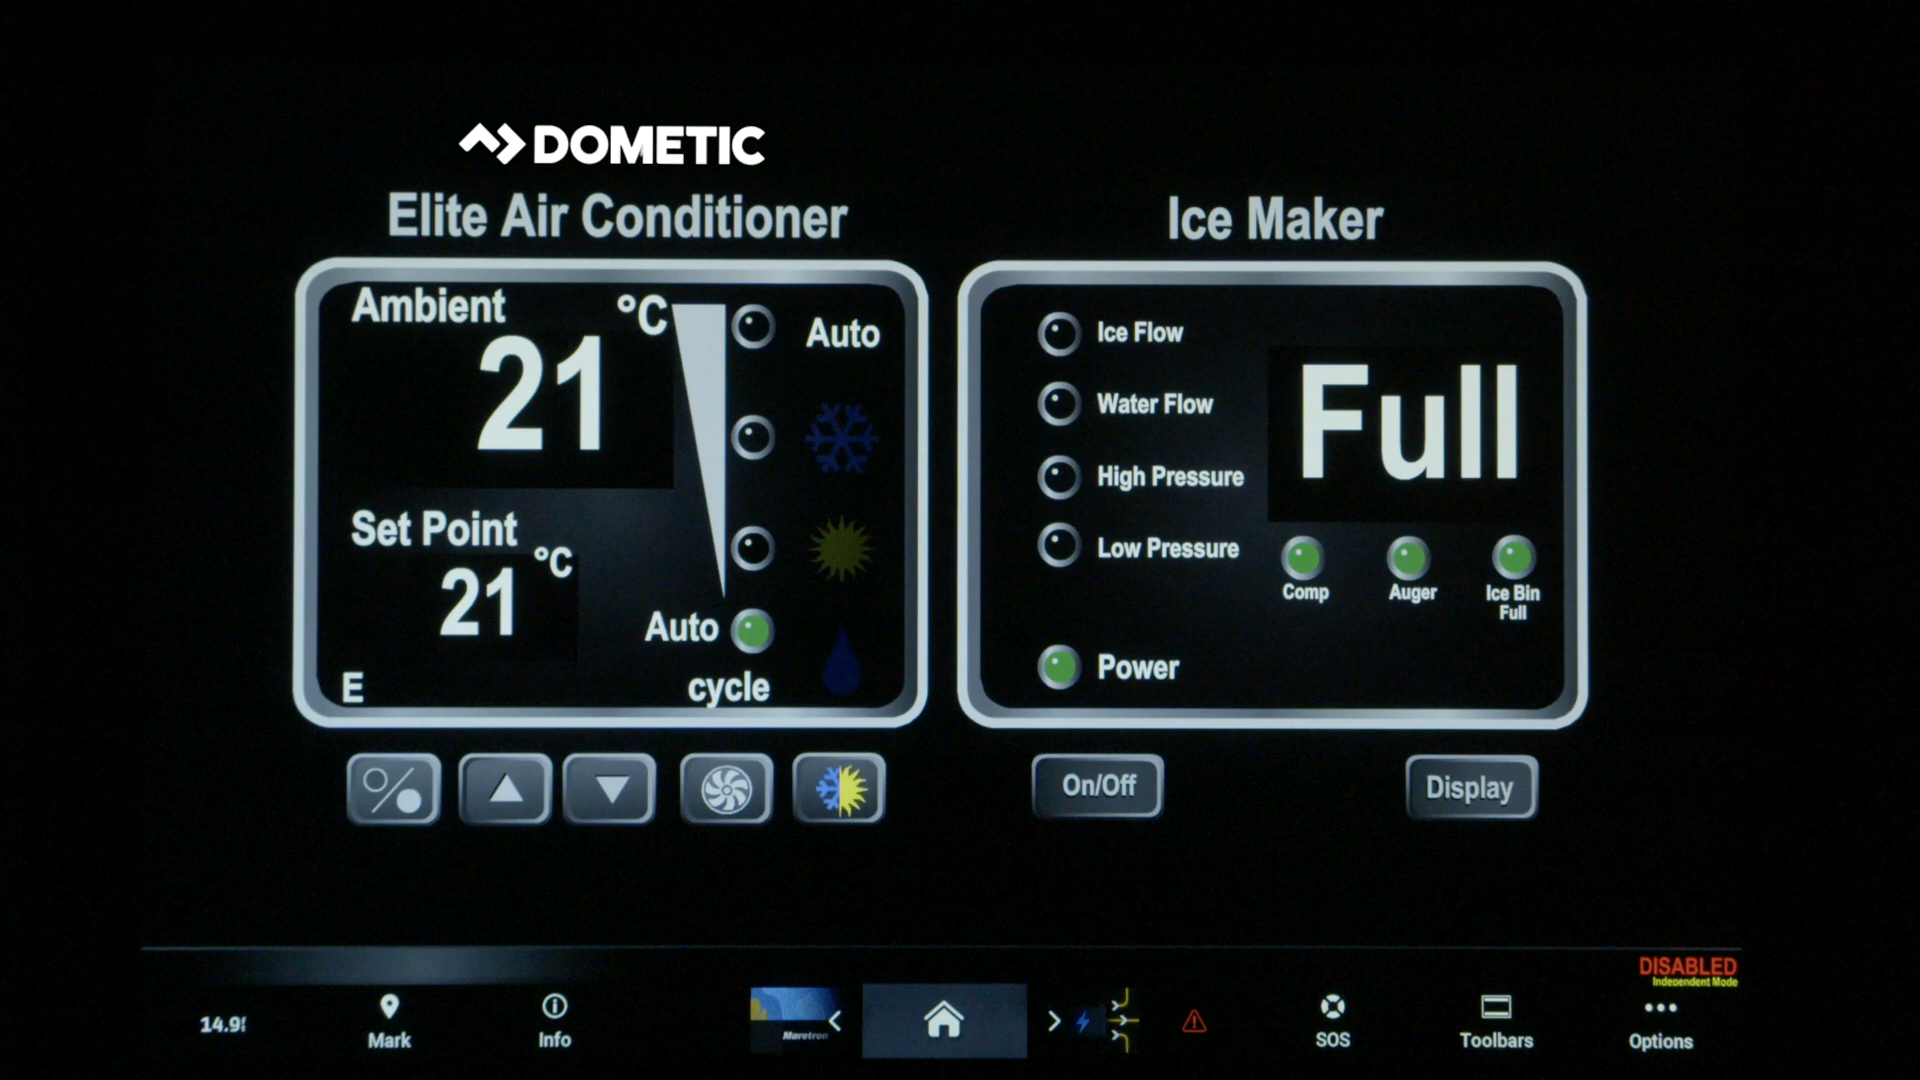 DOMETIC
Elite Air Conditioner
Ambient
°C
21
Auto
Set Point
°C
21
Auto
cycle
E
Ice Maker
Ice Flow
Water Flow
High Pressure
Low Pressure
Full
Comp
Auger
Ice Bin
Full
Power
On/Off
Display
DISABLED
Independent Mode
Mark
Info
Maretron
SOS
Toolbars
Options